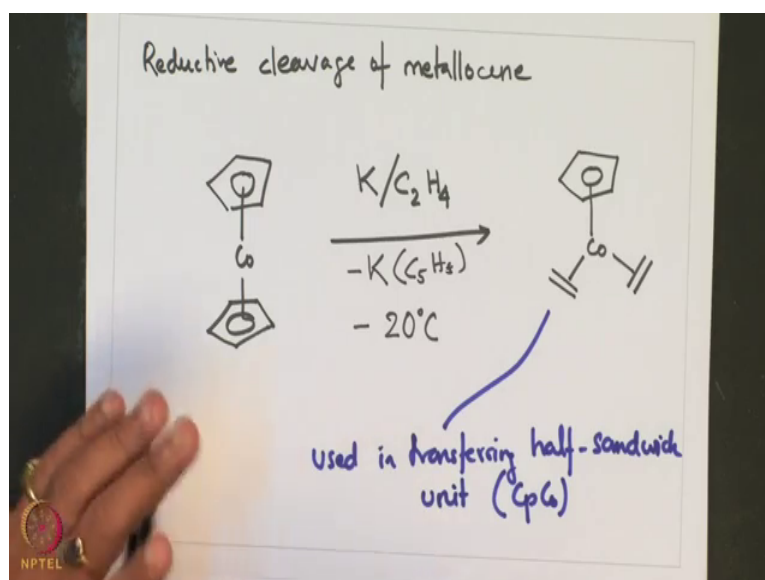 Reductive cleavage of metallocene
K/C₂H₄
Co
-K(C₅H₅)
-20°C
Co
used in transferring half-sandwich
unit (CpCo)
NPTEL